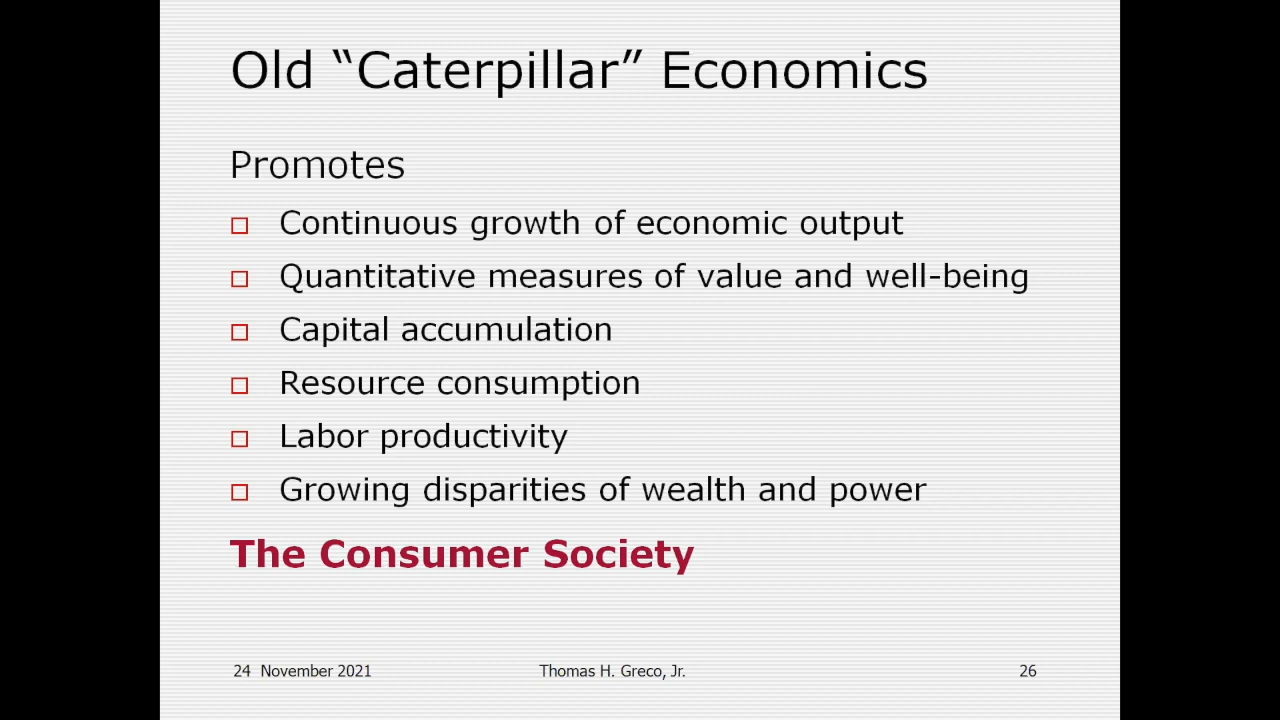 Old “Caterpillar” Economics
Promotes
Continuous growth of economic output
Quantitative measures of value and well-being
Capital accumulation
Resource consumption
Labor productivity
Growing disparities of wealth and power
The Consumer Society
24 November 2021 Thomas H. Greco, Jr. 26